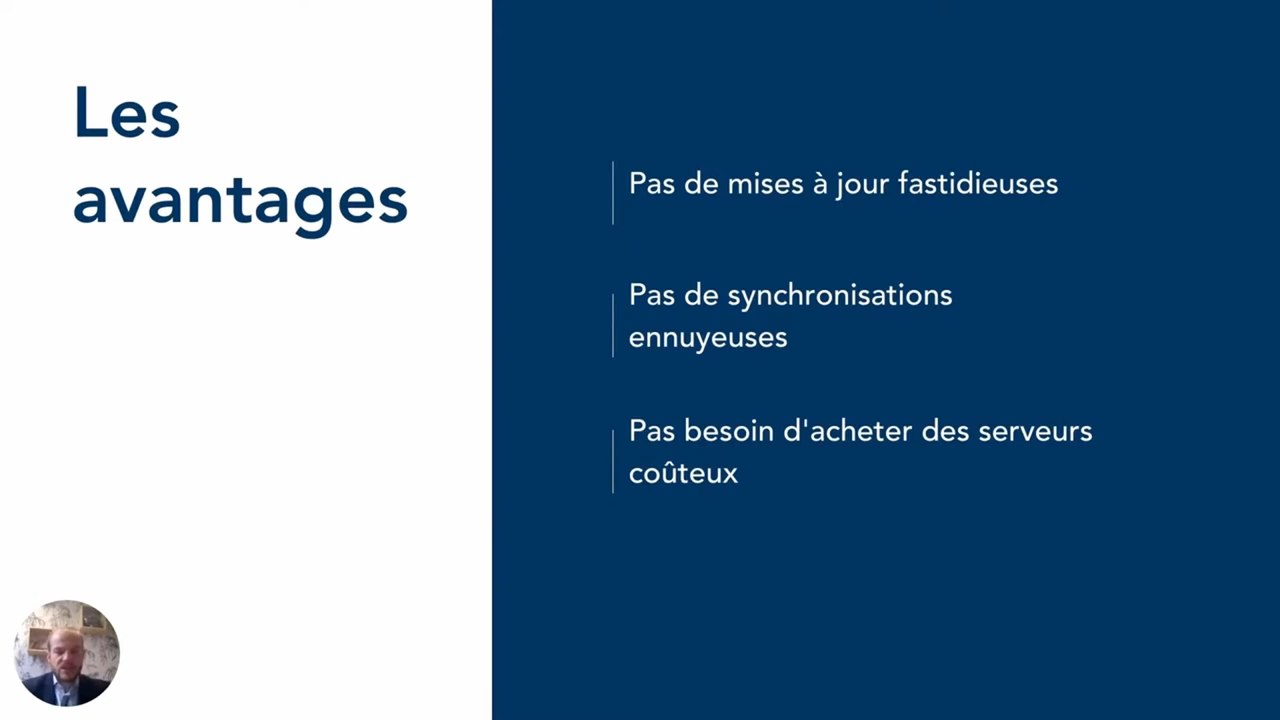 Les
avantages
Pas de mises à jour fastidieuses
Pas de synchronisations
ennuyeuses
Pas besoin d'acheter des serveurs
coûteux